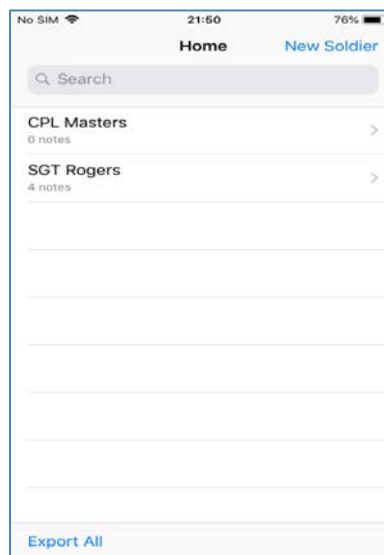 No SIM 21:50 76%
Home New Soldier
Search
CPL Masters
0 notes
SGT Rogers
4 notes
Export All